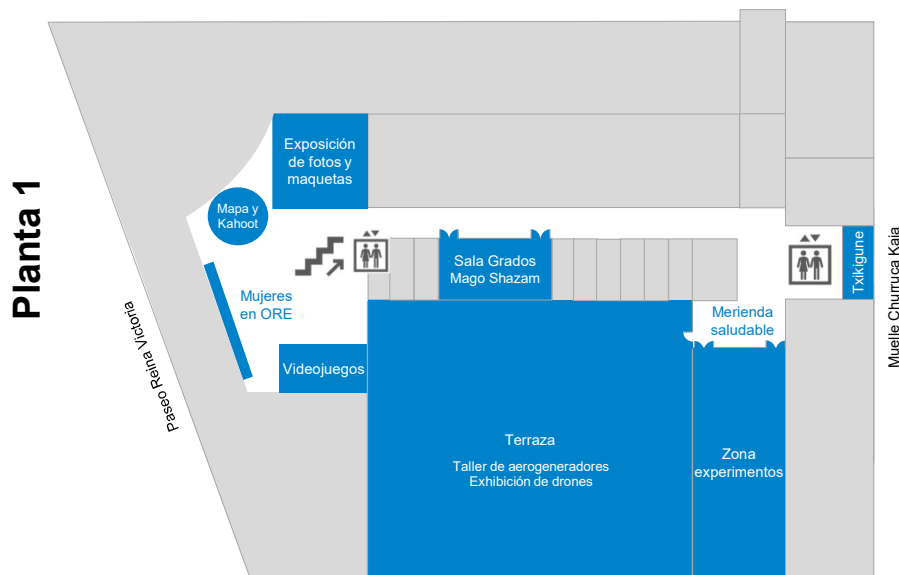 Planta 1
Exposición
de fotos y
maquetas
Mapa y
Kahoot
Mujeres
en ORE
Videojuegos
Sala Grados
Mago Shazam
Merienda
saludable
Txikigune
Terraza
Taller de aerogeneradores
Exhibición de drones
Zona
experimentos
Paseo Reina Victoria
Muelle Churruca Kaia